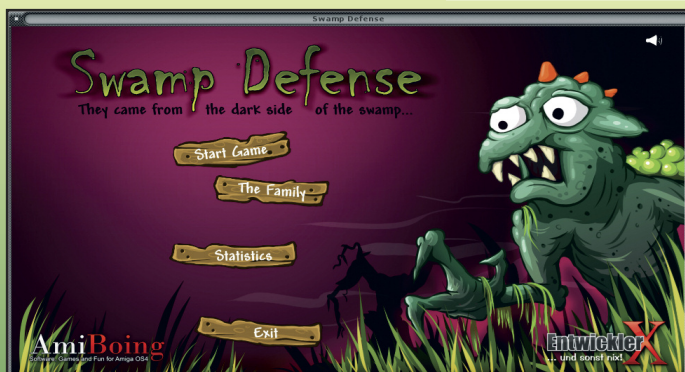 Swamp Defense
Swamp Defense
They came from the dark side of the swamp...
Start Game
The Family
Statistics
Exit
AmiBoing
Software: Games and Fun for Amiga OS4
EntwicklerX
... und sonst nix!